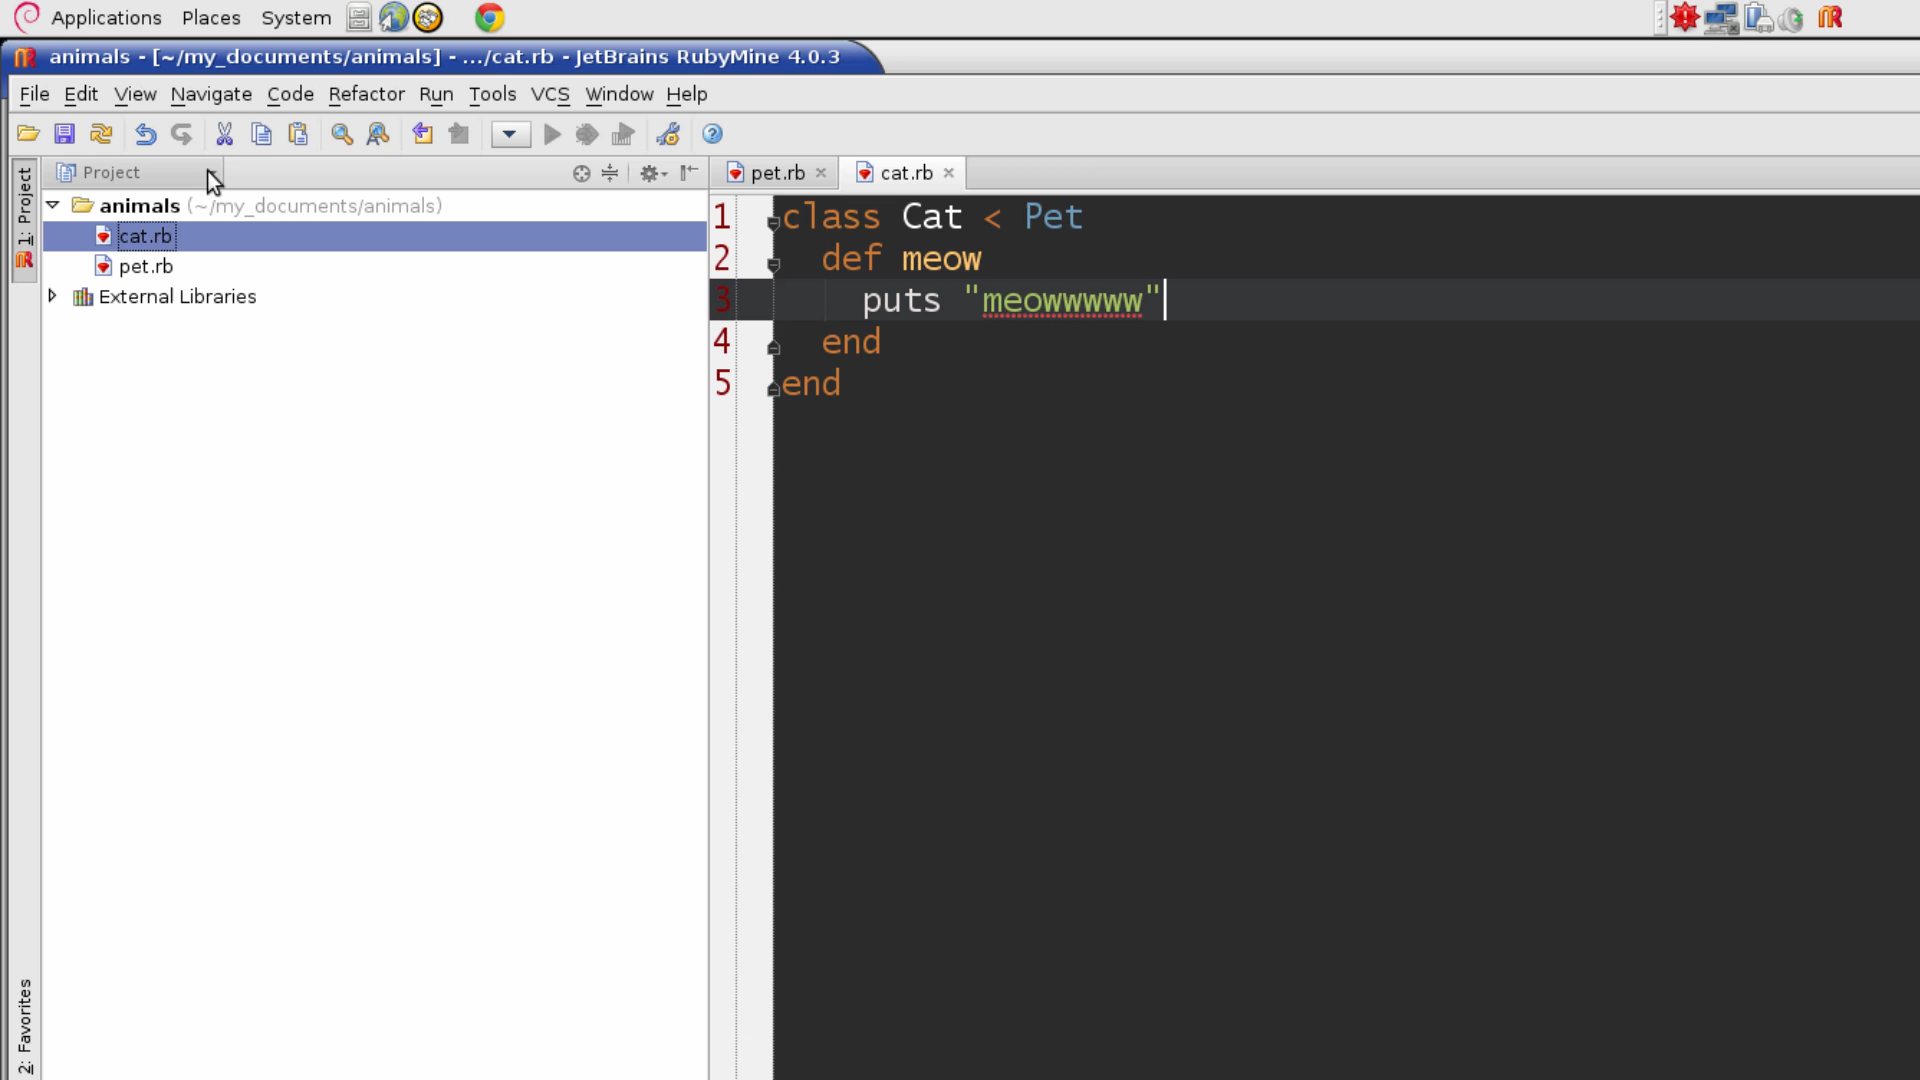 Applications Places System
animals - [~/my_documents/animals] - .../cat.rb - JetBrains RubyMine 4.0.3
File Edit View Navigate Code Refactor Run Tools VCS Window Help
Project
pet.rb
cat.rb
1: Project
animals (~/my_documents/animals)
cat.rb
pet.rb
External Libraries
2: Favorites
1 class Cat < Pet
2 def meow
3 puts "meowwwww"
4 end
5 end